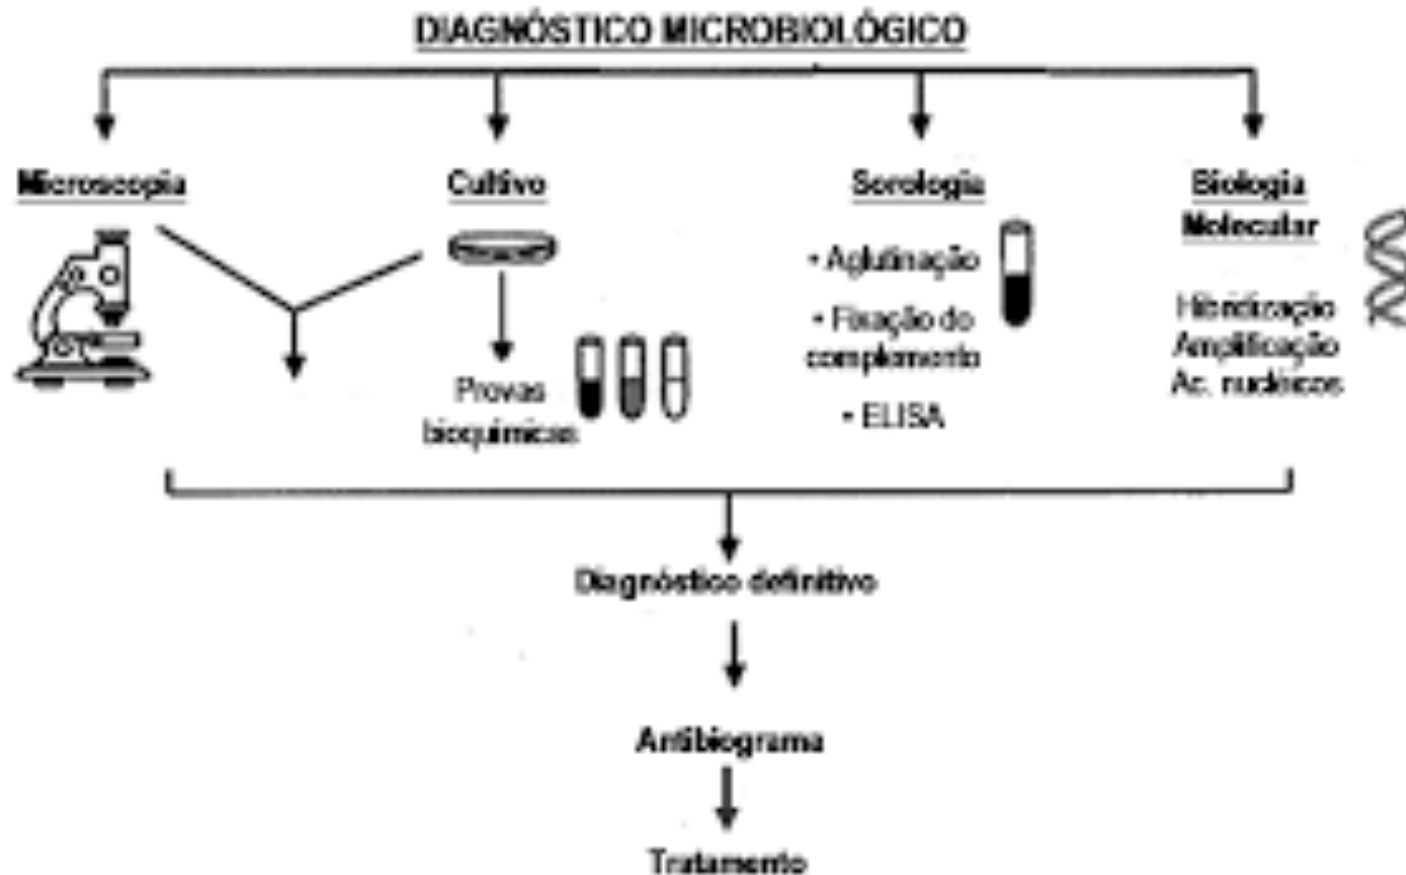 DIAGNÓSTICO MICROBIOLÓGICO
Microscopia
Cultivo
Provas
bioquímicas
Sorologia
• Aglutinação
• Fixação do
complemento
• ELISA
Biologia
Molecular
Hibridização
Amplificação
Ac. nucléicos
Diagnóstico definitivo
Antibiograma
Tratamento